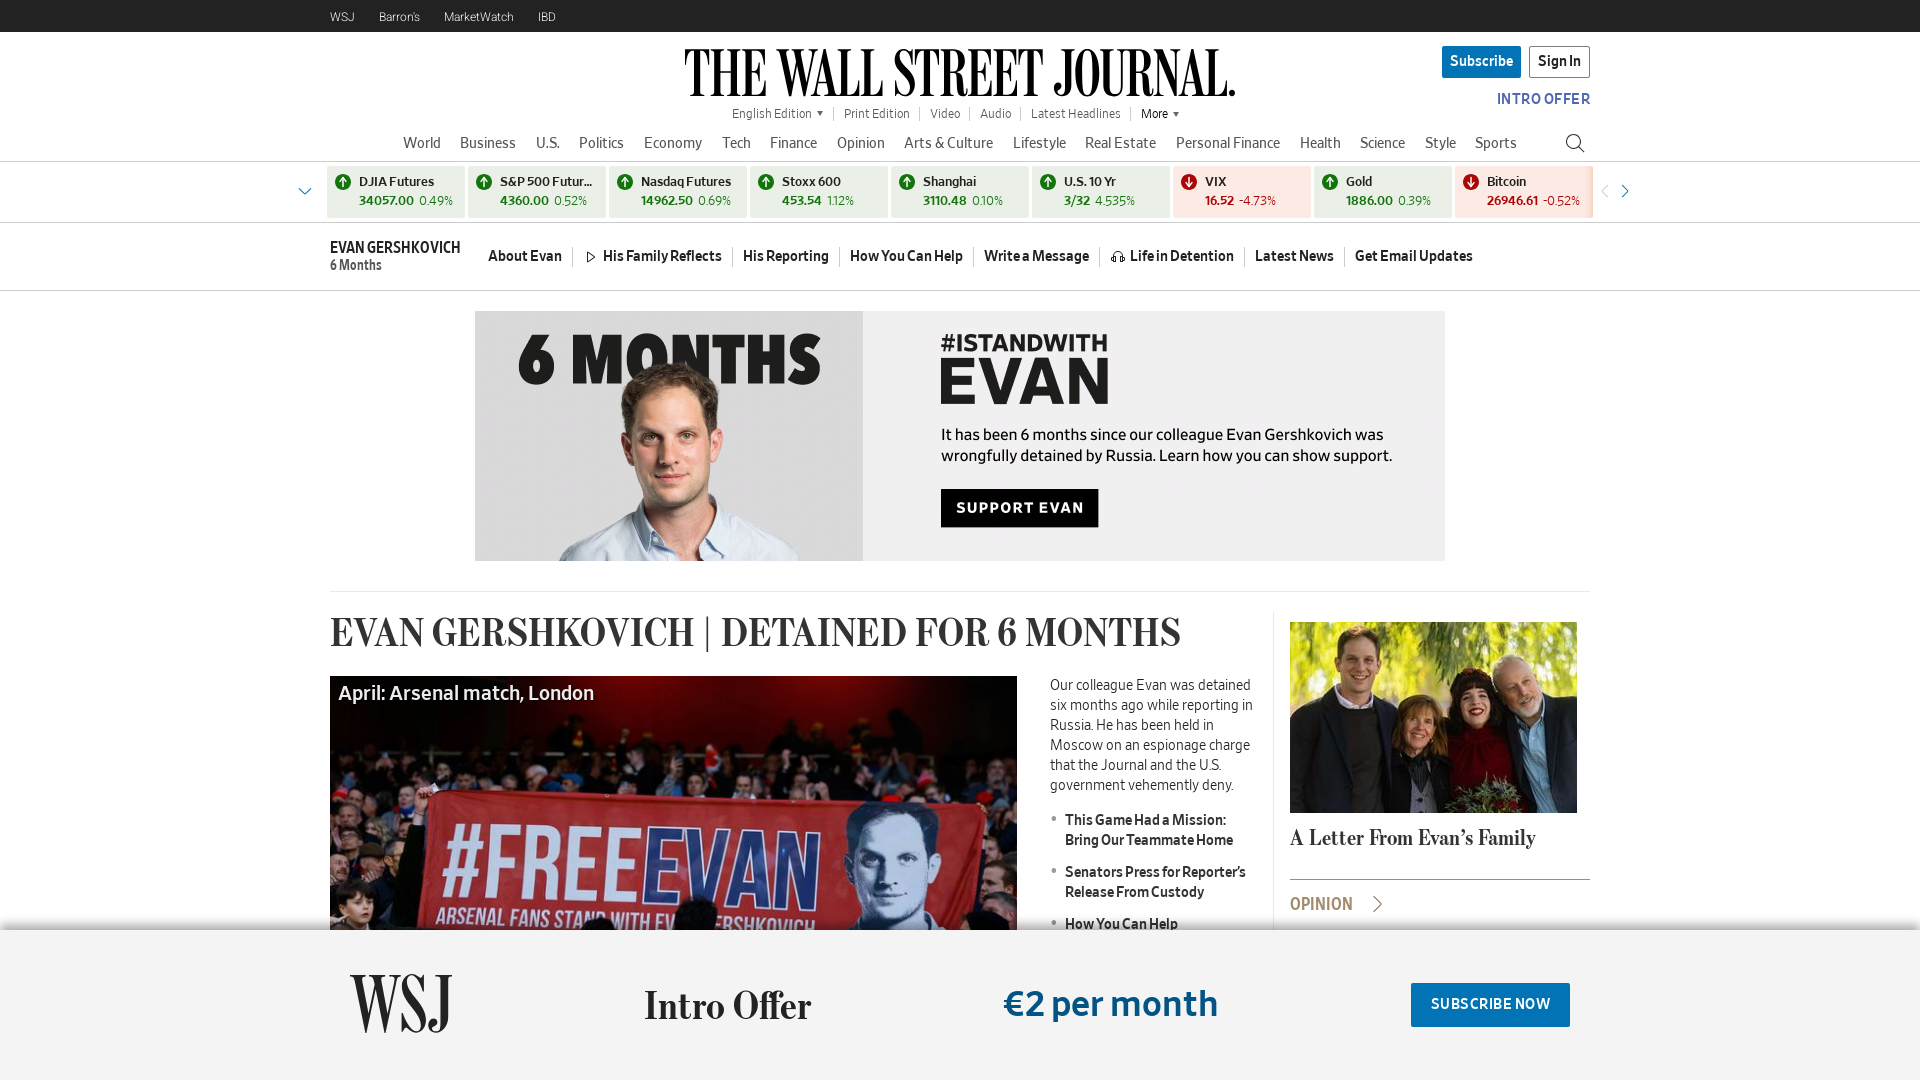 WSJ Barron's MarketWatch IBD
THE WALL STREET JOURNAL.
Subscribe Sign In
INTRO OFFER
English Edition Print Edition Video Audio Latest Headlines More
World Business U.S. Politics Economy Tech Finance Opinion Arts & Culture Lifestyle Real Estate Personal Finance Health Science Style Sports
DJIA Futures S&P 500 Futur... Nasdaq Futures Stoxx 600 Shanghai U.S. 10 Yr VIX Gold Bitcoin
34057.00 0.49% 4360.00 0.52% 14962.50 0.69% 453.54 1.12% 3110.48 0.10% 3/32 4.535% 16.52 -4.73% 1886.00 0.39% 26946.61 -0.52%
EVAN GERSHKOVICH
6 Months
About Evan His Family Reflects His Reporting How You Can Help Write a Message Life in Detention Latest News Get Email Updates
6 MONTHS
#ISTANDWITH
EVAN
It has been 6 months since our colleague Evan Gershkovich was
wrongfully detained by Russia. Learn how you can show support.
SUPPORT EVAN
EVAN GERSHKOVICH | DETAINED FOR 6 MONTHS
April: Arsenal match, London
#FREEEVAN
ARSENAL FANS STAND WITH EVAN GERSHKOVICH
Our colleague Evan was detained
six months ago while reporting in
Russia. He has been held in
Moscow on an espionage charge
that the Journal and the U.S.
government vehemently deny.
• This Game Had a Mission:
Bring Our Teammate Home
• Senators Press for Reporter's
Release From Custody
• How You Can Help
A Letter From Evan's Family
OPINION
WSJ
Intro Offer
€2 per month
SUBSCRIBE NOW